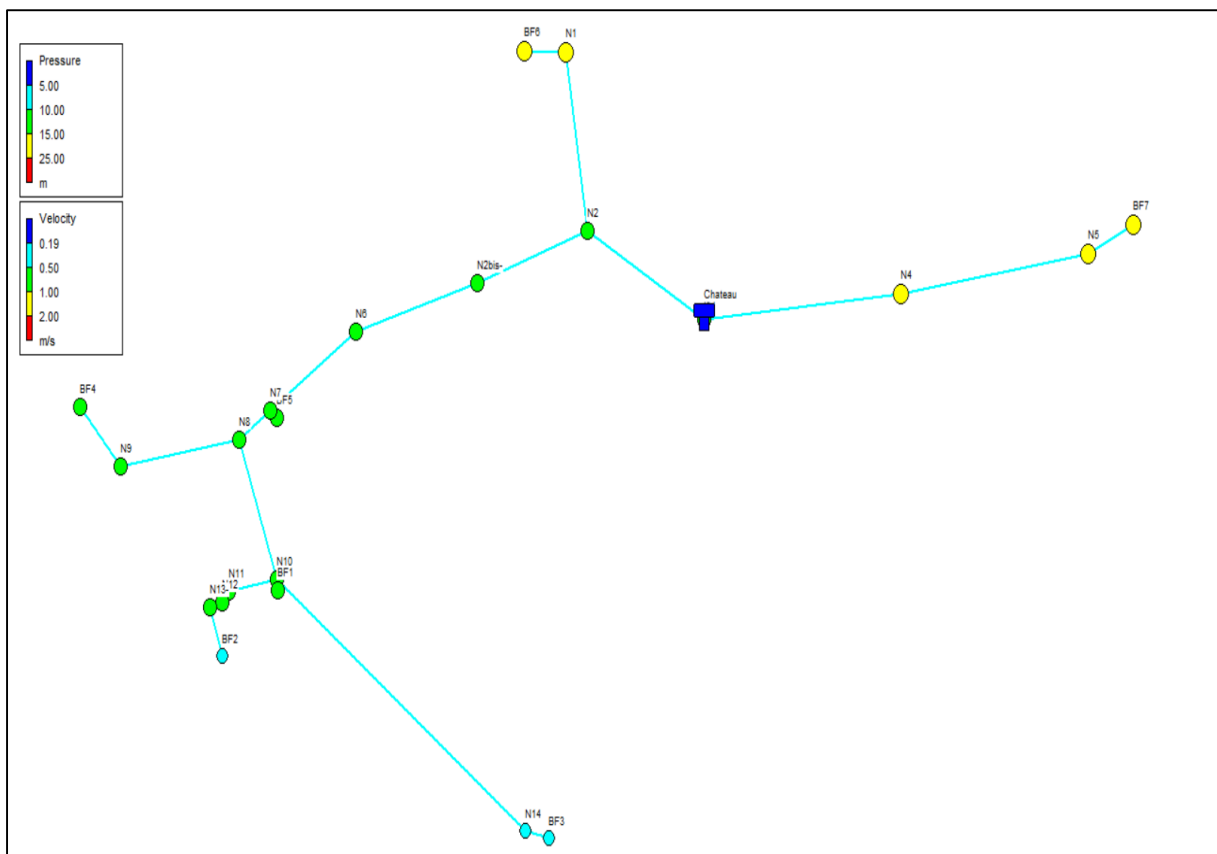 Pressure
5.00
10.00
15.00
25.00
m
Velocity
0.19
0.50
1.00
2.00
m/s
BF6
N1
N2
BF7
N5
N2bis-
N4
Chateau
N6
BF4
N7
BF5
N8
N9
N10
BF1
N11
N12
N13-
BF2
N14
BF3